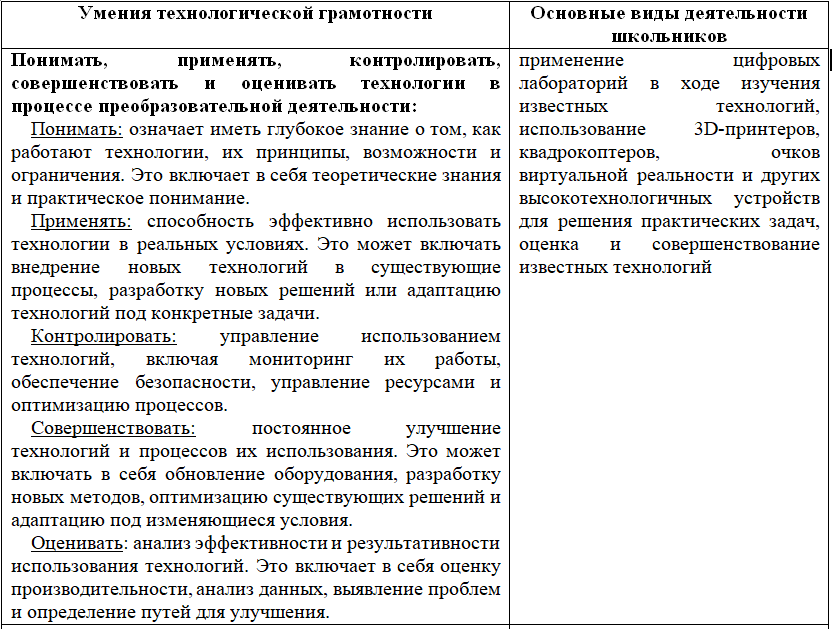 Умения технологической грамотности
Основные виды деятельности
школьников
Понимать, применять, контролировать,
совершенствовать и оценивать технологии в
процессе преобразовательной деятельности:
Понимать: означает иметь глубокое знание о том, как
работают технологии, их принципы, возможности и
ограничения. Это включает в себя теоретические знания
и практическое понимание.
Применять: способность эффективно использовать
технологии в реальных условиях. Это может включать
внедрение новых технологий в существующие
процессы, разработку новых решений или адаптацию
технологий под конкретные задачи.
Контролировать: управление использованием
технологий, включая мониторинг их работы,
обеспечение безопасности, управление ресурсами и
оптимизацию процессов.
Совершенствовать: постоянное улучшение
технологий и процессов их использования. Это может
включать в себя обновление оборудования, разработку
новых методов, оптимизацию существующих решений и
адаптацию под изменяющиеся условия.
Оценивать: анализ эффективности и результативности
использования технологий. Это включает в себя оценку
производительности, анализ данных, выявление проблем
и определение путей для улучшения.
применение цифровых
лабораторий в ходе изучения
известных технологий,
использование 3D-принтеров,
квадрокоптеров, очков
виртуальной реальности и других
высокотехнологичных устройств
для решения практических задач,
оценка и совершенствование
известных технологий